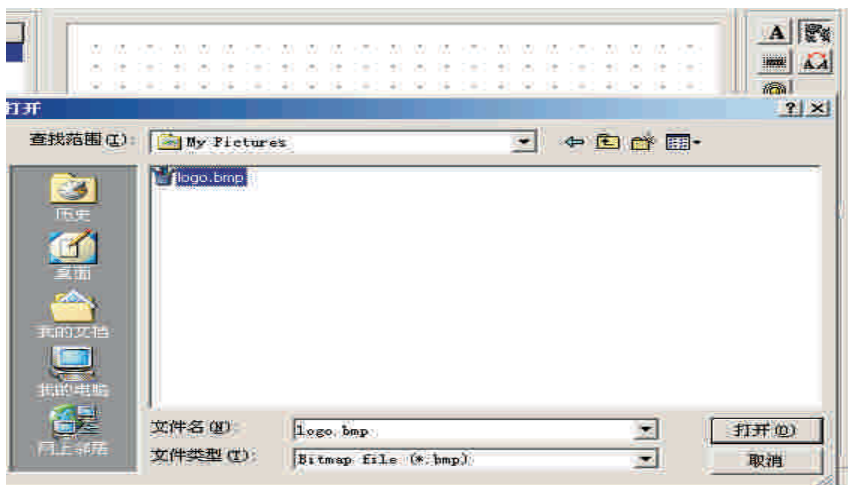 A
AA
打开
查找范围(I):
My Pictures
logo.bmp
历史
桌面
我的文档
我的电脑
网上邻居
文件名(N):
logo.bmp
打开(O)
文件类型(T):
Bitmap file (*.bmp)
取消